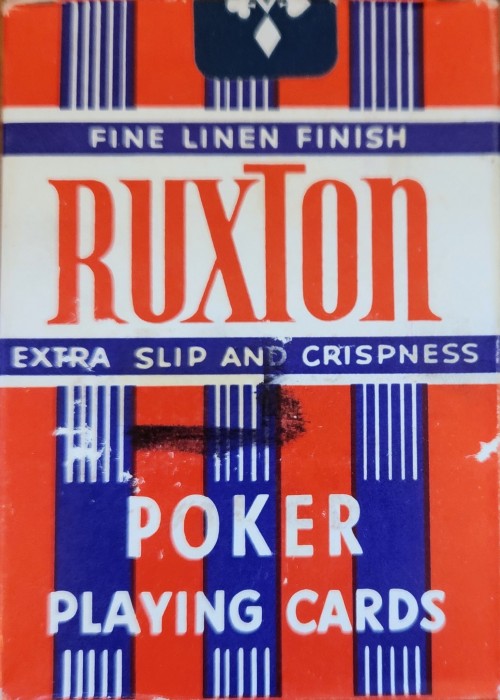 FINE LINEN FINISH
RUXTON
EXTRA SLIP AND CRISPNESS
POKER
PLAYING CARDS